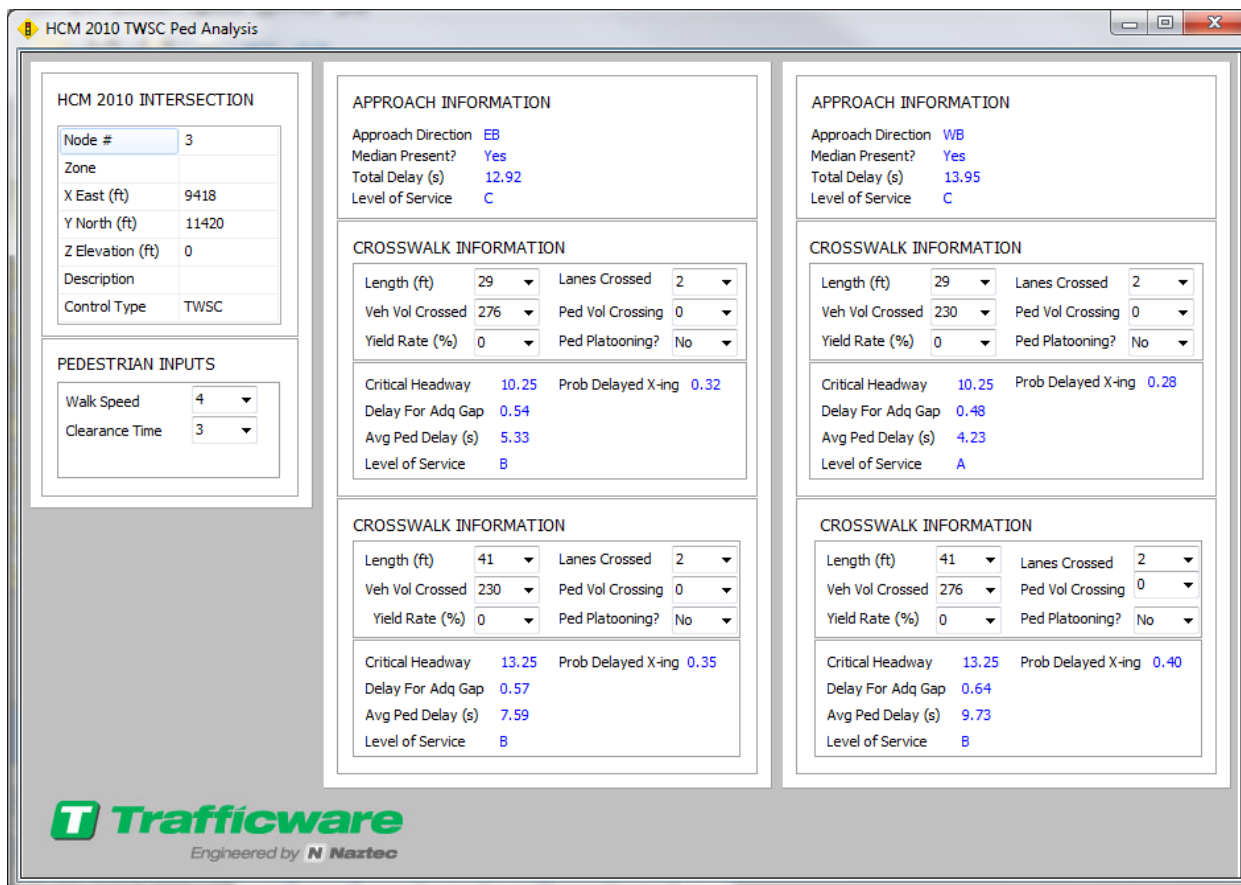 HCM 2010 TWSC Ped Analysis
HCM 2010 INTERSECTION
Node # 3
Zone
X East (ft) 9418
Y North (ft) 11420
Z Elevation (ft) 0
Description
Control Type TWSC
PEDESTRIAN INPUTS
Walk Speed 4
Clearance Time 3
APPROACH INFORMATION
Approach Direction EB
Median Present? Yes
Total Delay (s) 12.92
Level of Service C
CROSSWALK INFORMATION
Length (ft) 29 Lanes Crossed 2
Veh Vol Crossed 276 Ped Vol Crossing 0
Yield Rate (%) 0 Ped Platooning? No
Critical Headway 10.25 Prob Delayed X-ing 0.32
Delay For Adq Gap 0.54
Avg Ped Delay (s) 5.33
Level of Service B
CROSSWALK INFORMATION
Length (ft) 41 Lanes Crossed 2
Veh Vol Crossed 230 Ped Vol Crossing 0
Yield Rate (%) 0 Ped Platooning? No
Critical Headway 13.25 Prob Delayed X-ing 0.35
Delay For Adq Gap 0.57
Avg Ped Delay (s) 7.59
Level of Service B
APPROACH INFORMATION
Approach Direction WB
Median Present? Yes
Total Delay (s) 13.95
Level of Service C
CROSSWALK INFORMATION
Length (ft) 29 Lanes Crossed 2
Veh Vol Crossed 230 Ped Vol Crossing 0
Yield Rate (%) 0 Ped Platooning? No
Critical Headway 10.25 Prob Delayed X-ing 0.28
Delay For Adq Gap 0.48
Avg Ped Delay (s) 4.23
Level of Service A
CROSSWALK INFORMATION
Length (ft) 41 Lanes Crossed 2
Veh Vol Crossed 276 Ped Vol Crossing 0
Yield Rate (%) 0 Ped Platooning? No
Critical Headway 13.25 Prob Delayed X-ing 0.40
Delay For Adq Gap 0.64
Avg Ped Delay (s) 9.73
Level of Service B
T Trafficware
Engineered by N Naztec